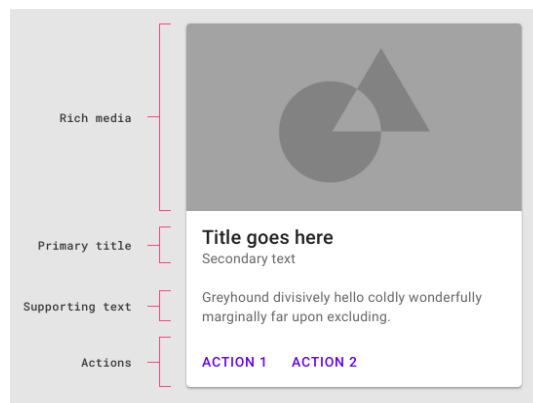 Rich media
Primary title
Title goes here
Secondary text
Supporting text
Greyhound divisively hello coldly wonderfully
marginally far upon excluding.
Actions
ACTION 1
ACTION 2